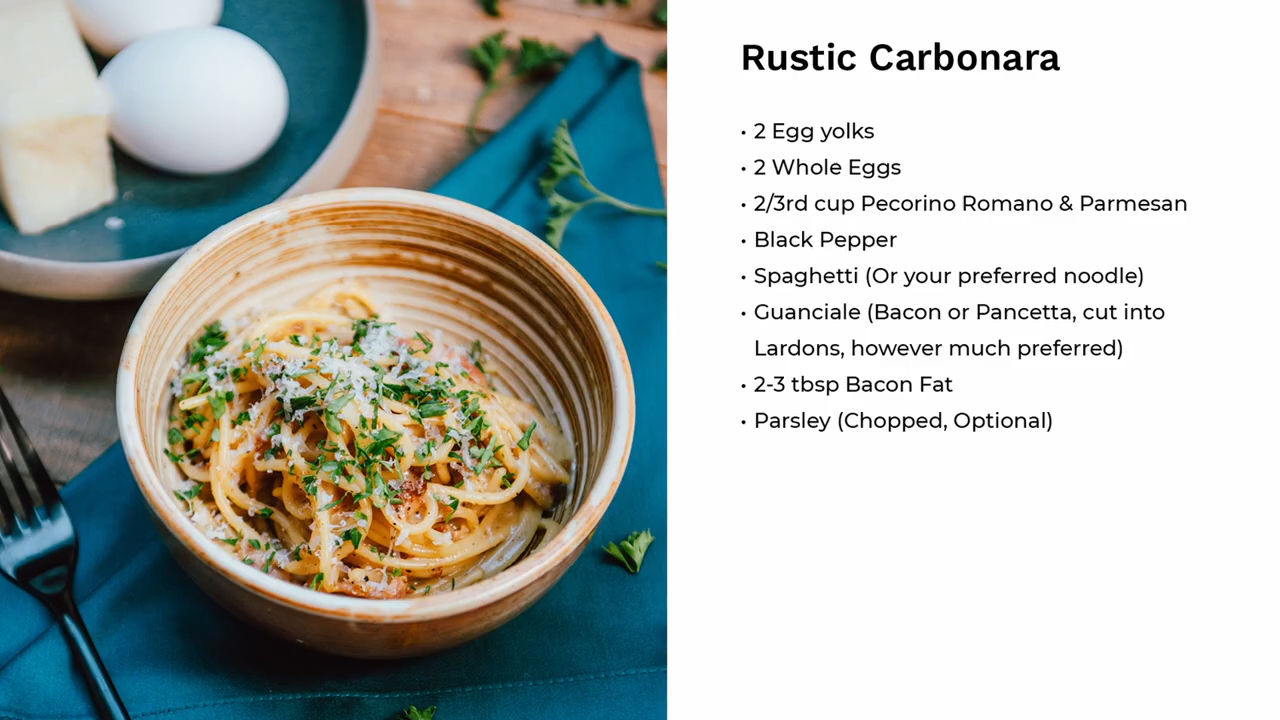 Rustic Carbonara
• 2 Egg yolks
• 2 Whole Eggs
• 2/3rd cup Pecorino Romano & Parmesan
• Black Pepper
• Spaghetti (Or your preferred noodle)
• Guanciale (Bacon or Pancetta, cut into
Lardons, however much preferred)
• 2-3 tbsp Bacon Fat
• Parsley (Chopped, Optional)